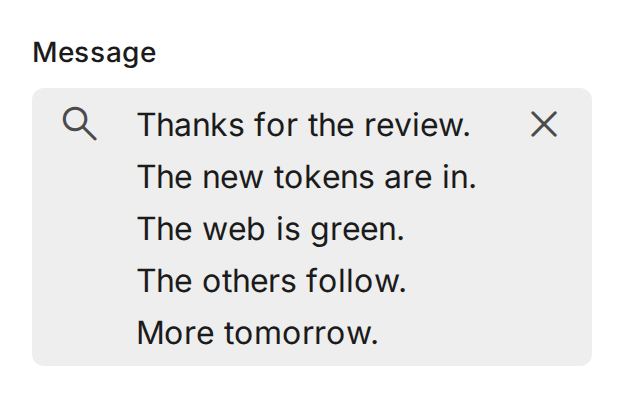 Message
Thanks for the review.
The new tokens are in.
The web is green.
The others follow.
More tomorrow.